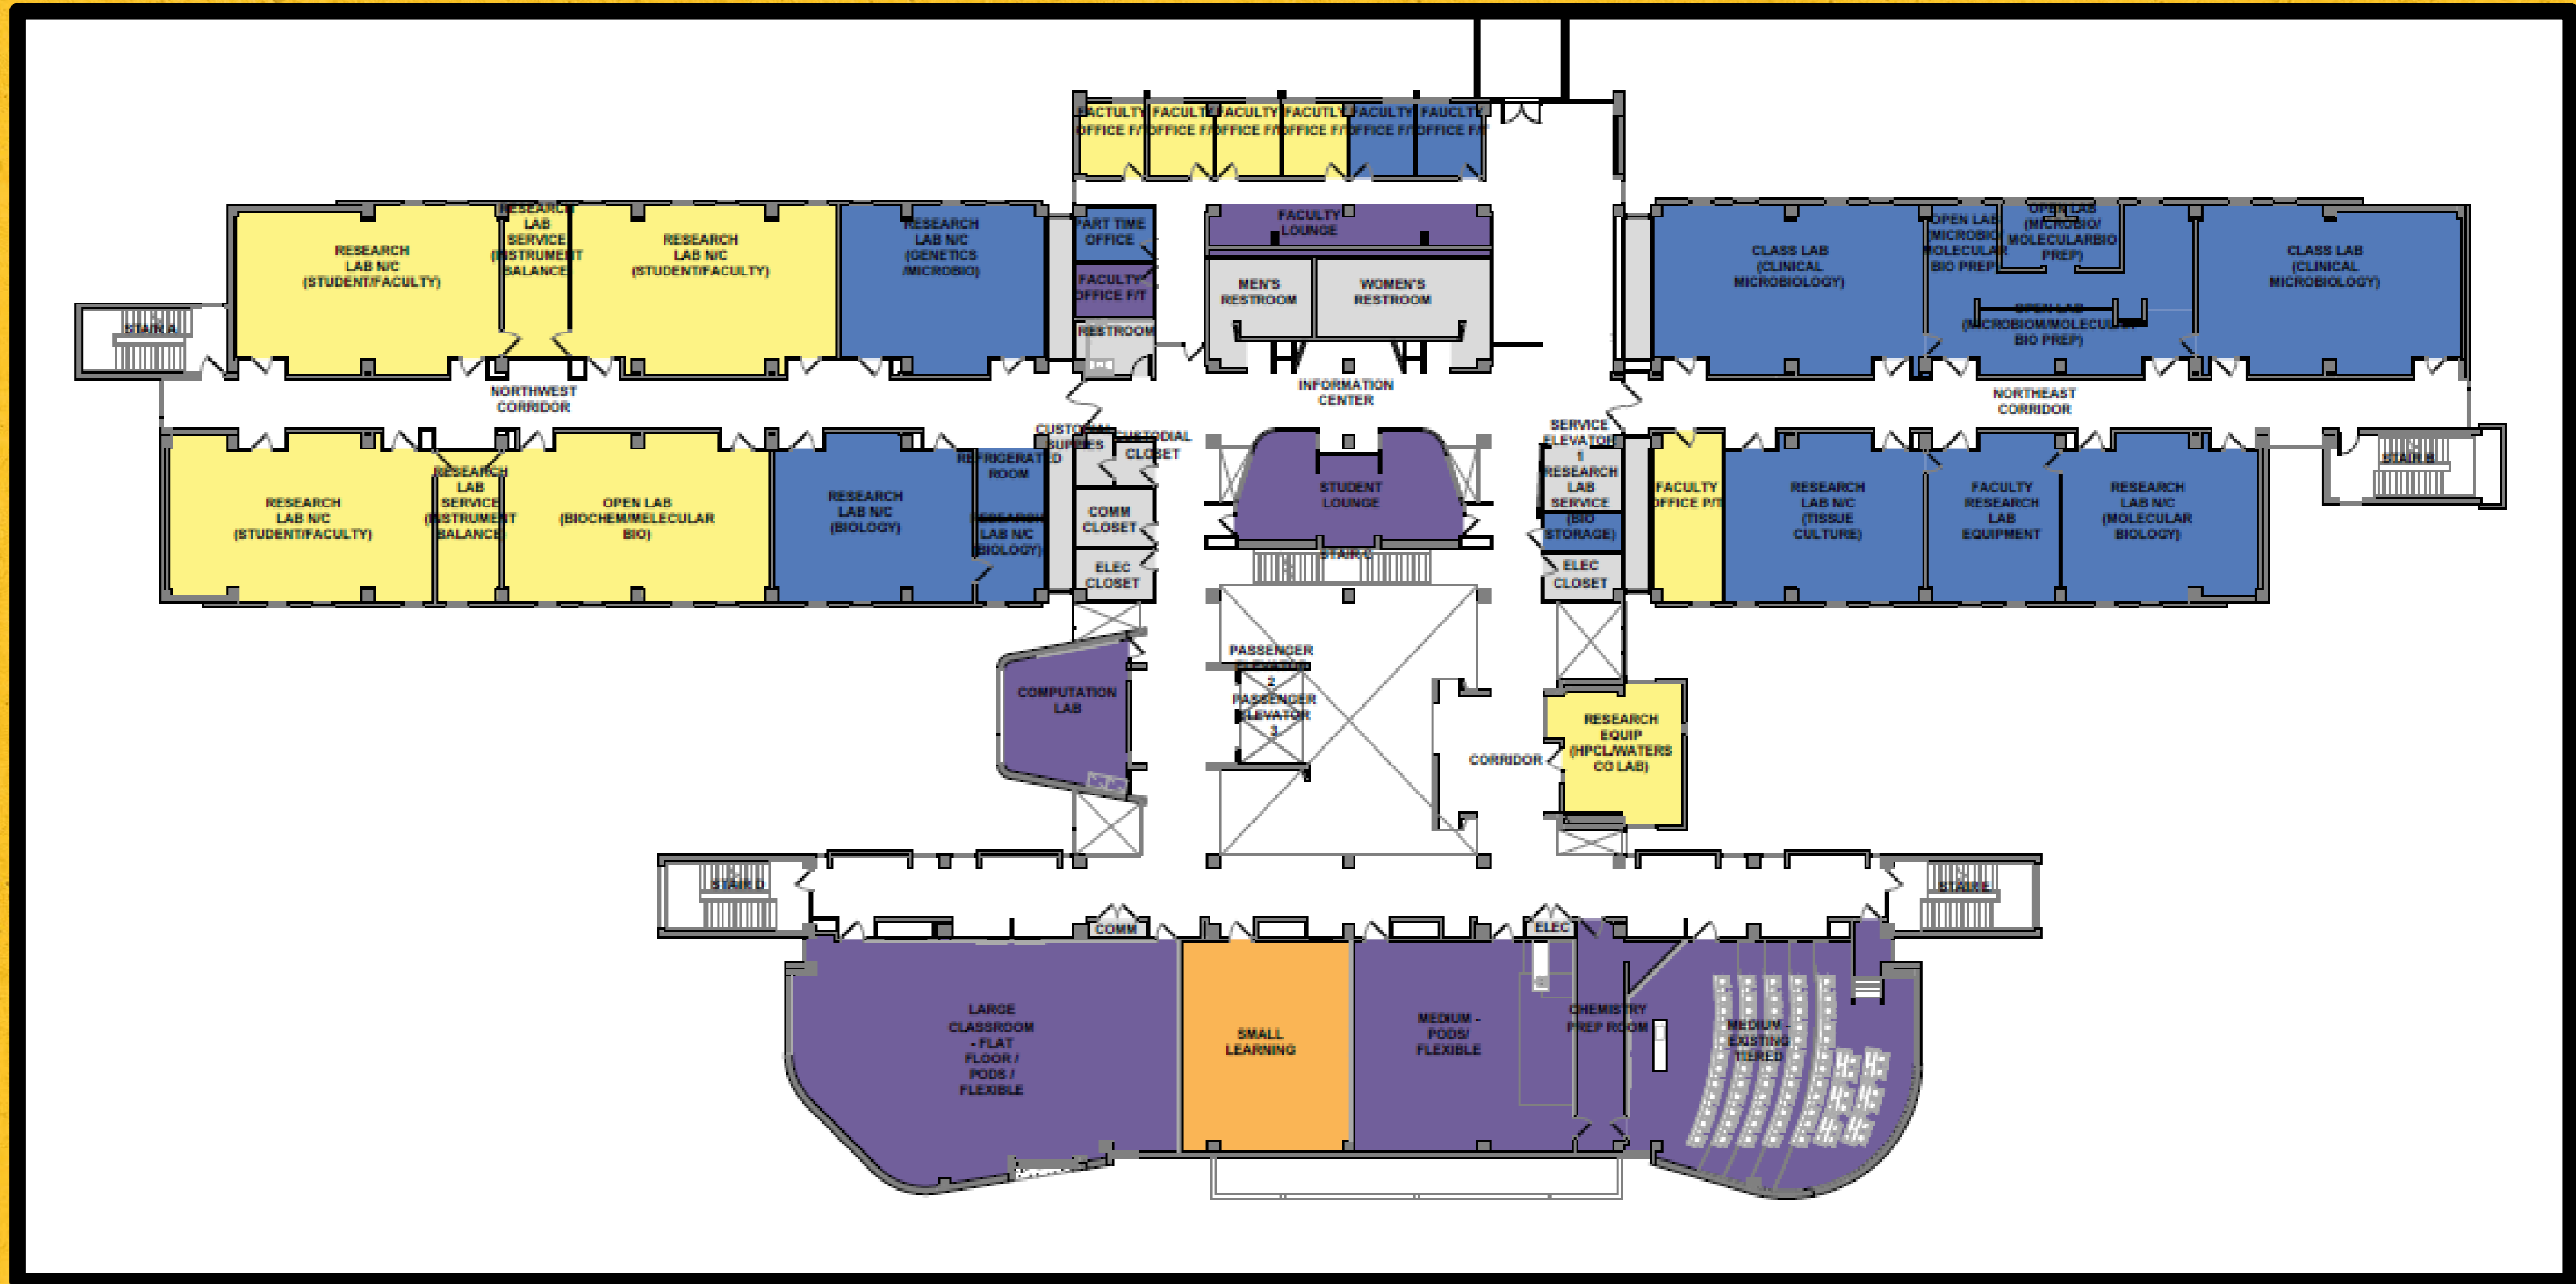 FACTULTY
OFFICE F/T
FACULTY
OFFICE F/T
FACULTY
OFFICE F/T
FACUTLY
OFFICE F/T
FACULTY
OFFICE F/T
FAUCLTY
OFFICE F/T
RESEARCH
LAB N/C
(STUDENT/FACULTY)
RESEARCH
LAB
SERVICE
(INSTRUMENT
BALANCE)
RESEARCH
LAB N/C
(STUDENT/FACULTY)
RESEARCH
LAB N/C
(GENETICS
/MICROBIO)
PART TIME
OFFICE
FACULTY
OFFICE F/T
RESTROOM
FACULTY
LOUNGE
MEN'S
RESTROOM
WOMEN'S
RESTROOM
CLASS LAB
(CLINICAL
MICROBIOLOGY)
OPEN LAB
(MICROBIO/
MOLECULAR
BIO PREP)
OPEN LAB
(MICROBIO/
MOLECULARBIO
PREP)
OPEN LAB
(MICROBIOM/MOLECULAR
BIO PREP)
CLASS LAB
(CLINICAL
MICROBIOLOGY)
STAIR A
NORTHWEST
CORRIDOR
INFORMATION
CENTER
NORTHEAST
CORRIDOR
RESEARCH
LAB N/C
(STUDENT/FACULTY)
RESEARCH
LAB
SERVICE
(INSTRUMENT
BALANCE)
OPEN LAB
(BIOCHEM/MELECULAR
BIO)
RESEARCH
LAB N/C
(BIOLOGY)
REFRIGERATED
ROOM
RESEARCH
LAB N/C
(BIOLOGY)
CUSTODIAL
CUSTODIAL
CLOSET
COMM
CLOSET
ELEC
CLOSET
STUDENT
LOUNGE
STAIR C
SERVICE
ELEVATOR
1
RESEARCH
LAB
SERVICE
(BIO
STORAGE)
ELEC
CLOSET
FACULTY
OFFICE P/T
RESEARCH
LAB N/C
(TISSUE
CULTURE)
FACULTY
RESEARCH
LAB
EQUIPMENT
RESEARCH
LAB N/C
(MOLECULAR
BIOLOGY)
STAIR B
COMPUTATION
LAB
PASSENGER
ELEVATOR
2
PASSENGER
ELEVATOR
3
CORRIDOR
RESEARCH
EQUIP
(HPCL/WATERS
CO LAB)
STAIR D
STAIR E
COMM
ELEC
LARGE
CLASSROOM
- FLAT
FLOOR /
PODS /
FLEXIBLE
SMALL
LEARNING
MEDIUM -
PODS/
FLEXIBLE
CHEMISTRY
PREP ROOM
MEDIUM -
EXISTING
TIERED